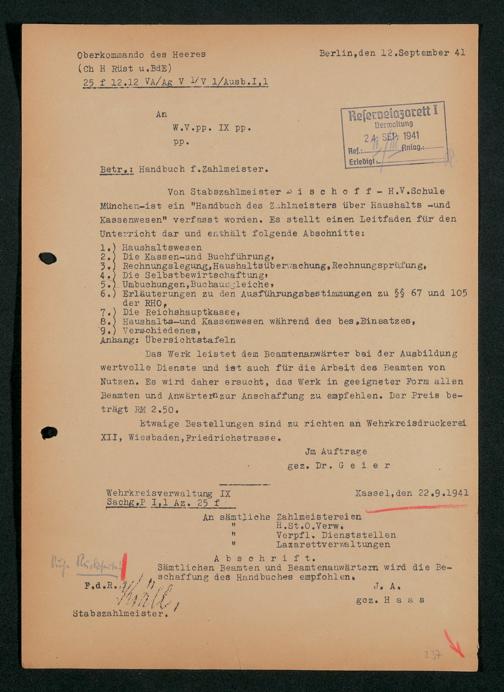 Oberkommando des Heeres
Berlin,den 12.September 41
(Ch H Rüst u.BdE)
25 f 12.12 VA/Ag V 1/V 1/Ausb.I,1
An
W.V.pp. IX pp.
pp.
Reservelazarett I
Verwaltung
24. SEP. 1941
Ref.: Anlag.:
Erledigt:
Betr.: Handbuch f.Zahlmeister.
Von Stabszahlmeister B i s c h o f f - H.V.Schule
München-ist ein "Handbuch des Zahlmeisters über Haushalts -und
Kassenwesen" verfasst worden. Es stellt einen Leitfaden für den
Unterricht dar und enthält folgende Abschnitte:
1.) Haushaltswesen
2.) Die Kassen-und Buchführung,
3.) Rechnungslegung,Haushaltsüberwachung,Rechnungsprüfung,
4.) Die Selbstbewirtschaftung,
5.) Umbuchungen,Buchausgleiche,
6.) Erläuterungen zu den Ausführungsbestimmungen zu §§ 67 und 105
der RHO,
7.) Die Reichshauptkasse,
8.) Haushalts-und Kassenwesen während des bes.Einsatzes,
9.) Verschiedenes,
Anhang: Übersichtstafeln
Das Werk leistet dem Beamtenanwärter bei der Ausbildung
wertvolle Dienste und ist auch für die Arbeit des Beamten von
Nutzen. Es wird daher ersucht, das Werk in geeigneter Form allen
Beamten und Anwärtern zur Anschaffung zu empfehlen. Der Preis be-
trägt RM 2.50.
Etwaige Bestellungen sind zu richten an Wehrkreisdruckerei
XII, Wiesbaden,Friedrichstrasse.
Jm Auftrage
gez. Dr. G e i e r
Wehrkreisverwaltung IX
Kassel,den 22.9.1941
Sachg.P I,1 Az. 25 f
An sämtliche Zahlmeistereien
" H.St.O.Verw.
" Verpfl. Dienststellen
" Lazarettverwaltungen
A b s c h r i f t.
Sämtlichen Beamten und Beamtenanwärtern wird die Be-
schaffung des Handbuches empfohlen.
F.d.R.
J. A.
gez. H a a s
Stabszahlmeister.
237